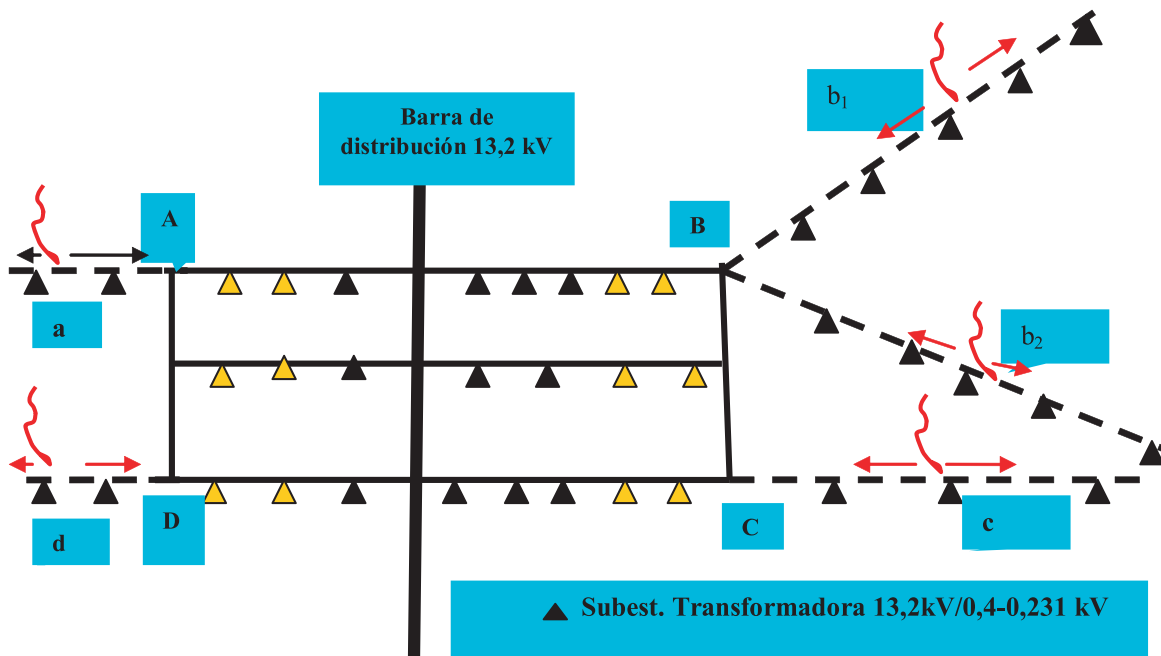 b₁
Barra de
distribución 13,2 kV
A
B
a
b₂
D
d
C
c
Subest. Transformadora 13,2kV/0,4-0,231 kV